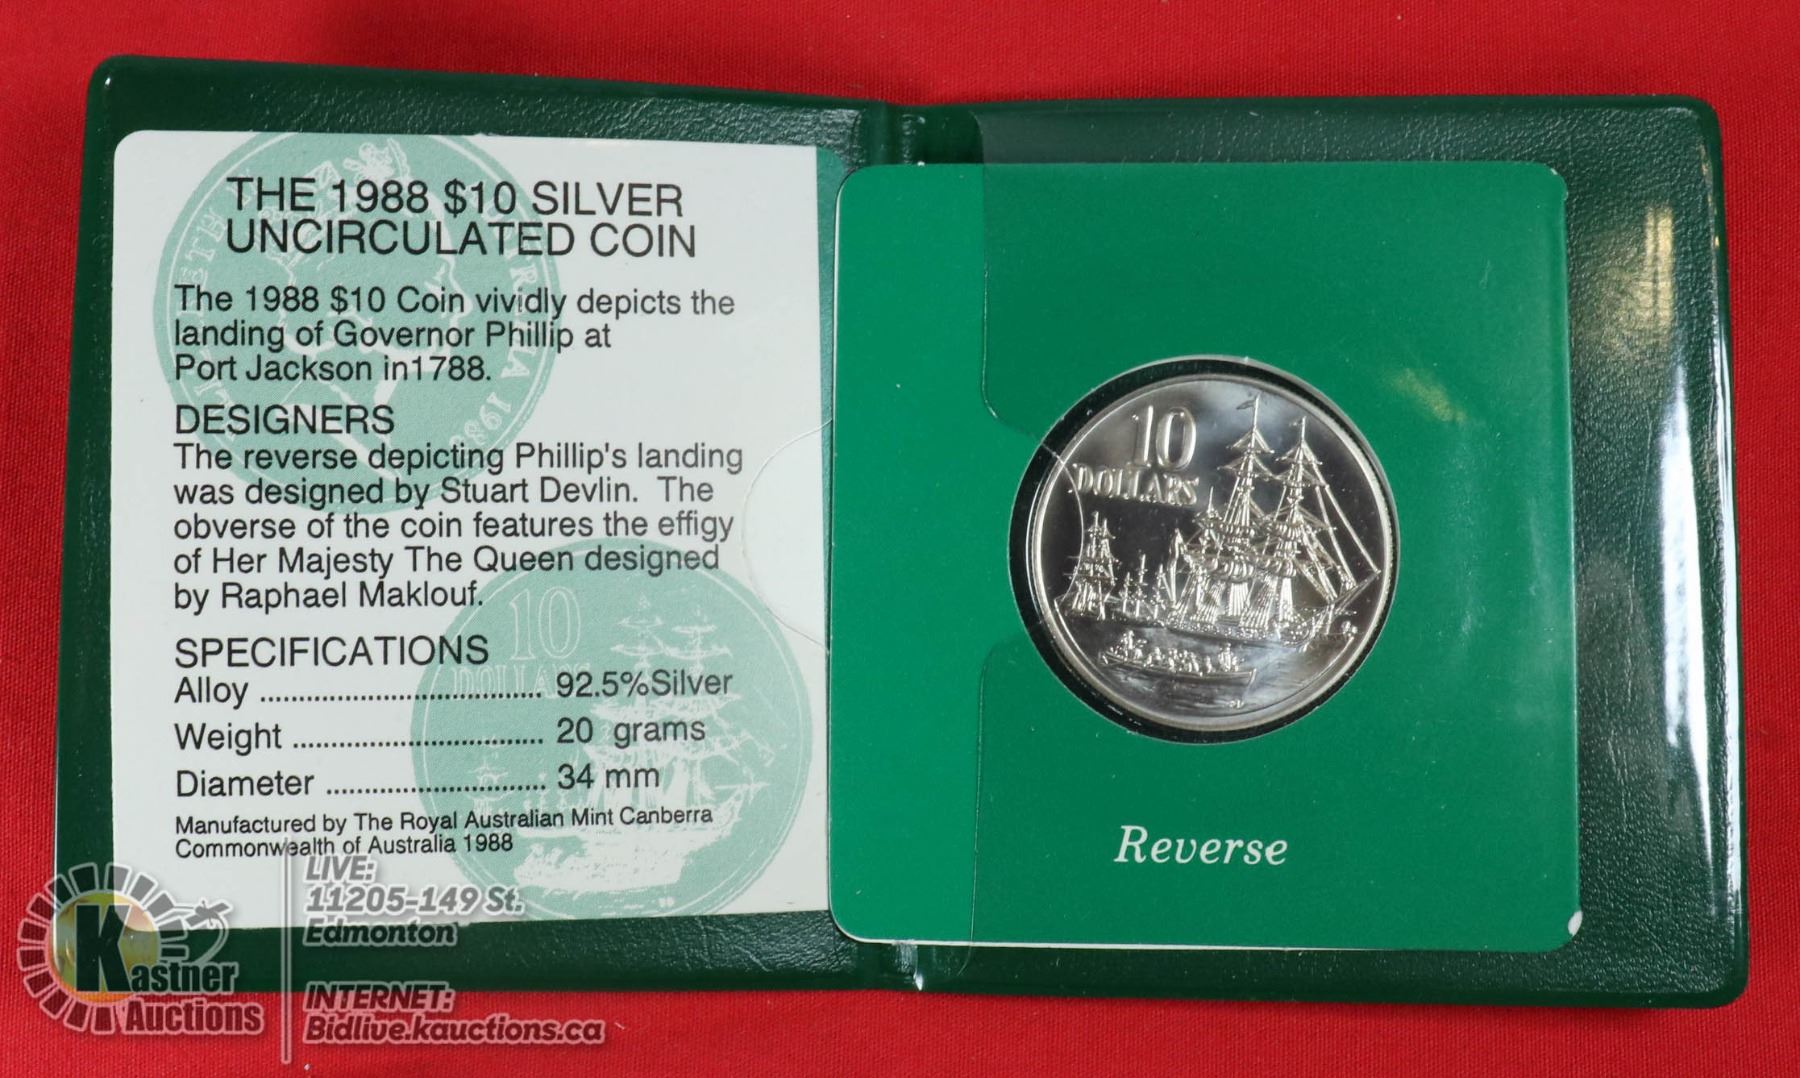 THE 1988 $10 SILVER
UNCIRCULATED COIN
The 1988 $10 Coin vividly depicts the
landing of Governor Phillip at
Port Jackson in1788.
DESIGNERS
The reverse depicting Phillip's landing
was designed by Stuart Devlin. The
obverse of the coin features the effigy
of Her Majesty The Queen designed
by Raphael Maklouf.
SPECIFICATIONS
Alloy .................................. 92.5%Silver
Weight ................................ 20 grams
Diameter ............................ 34 mm
Manufactured by The Royal Australian Mint Canberra
Commonwealth of Australia 1988
10
DOLLARS
10
DOLLARS
Reverse
Kastner
Auctions
LIVE:
11205-149 St.
Edmonton
INTERNET:
Bidlive.kauctions.ca